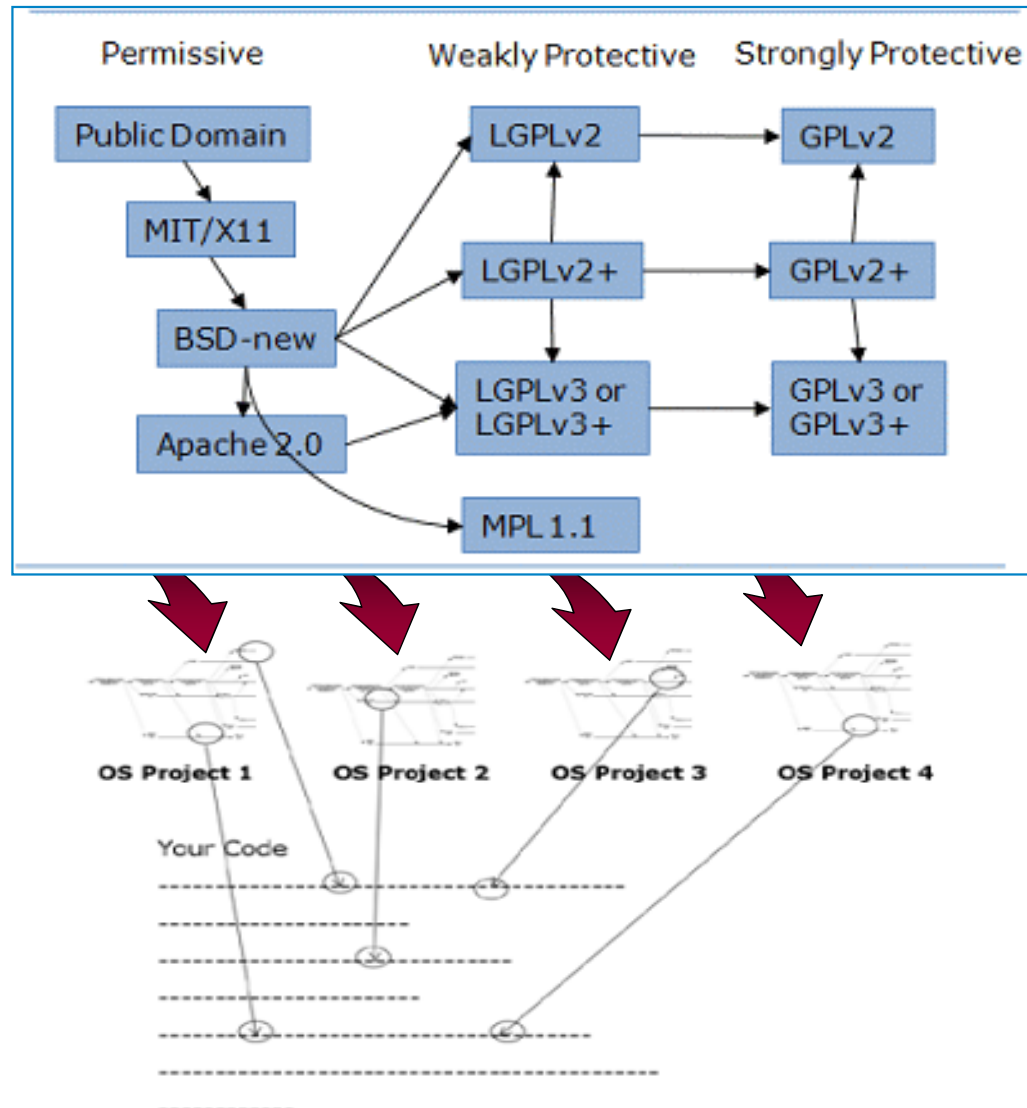 Permissive Weakly Protective Strongly Protective
Public Domain LGPLv2 GPLv2
MIT/X11
LGPLv2+ GPLv2+
BSD-new
LGPLv3 or GPLv3 or
LGPLv3+ GPLv3+
Apache 2.0
MPL 1.1
OS Project 1 OS Project 2 OS Project 3 OS Project 4
Your Code